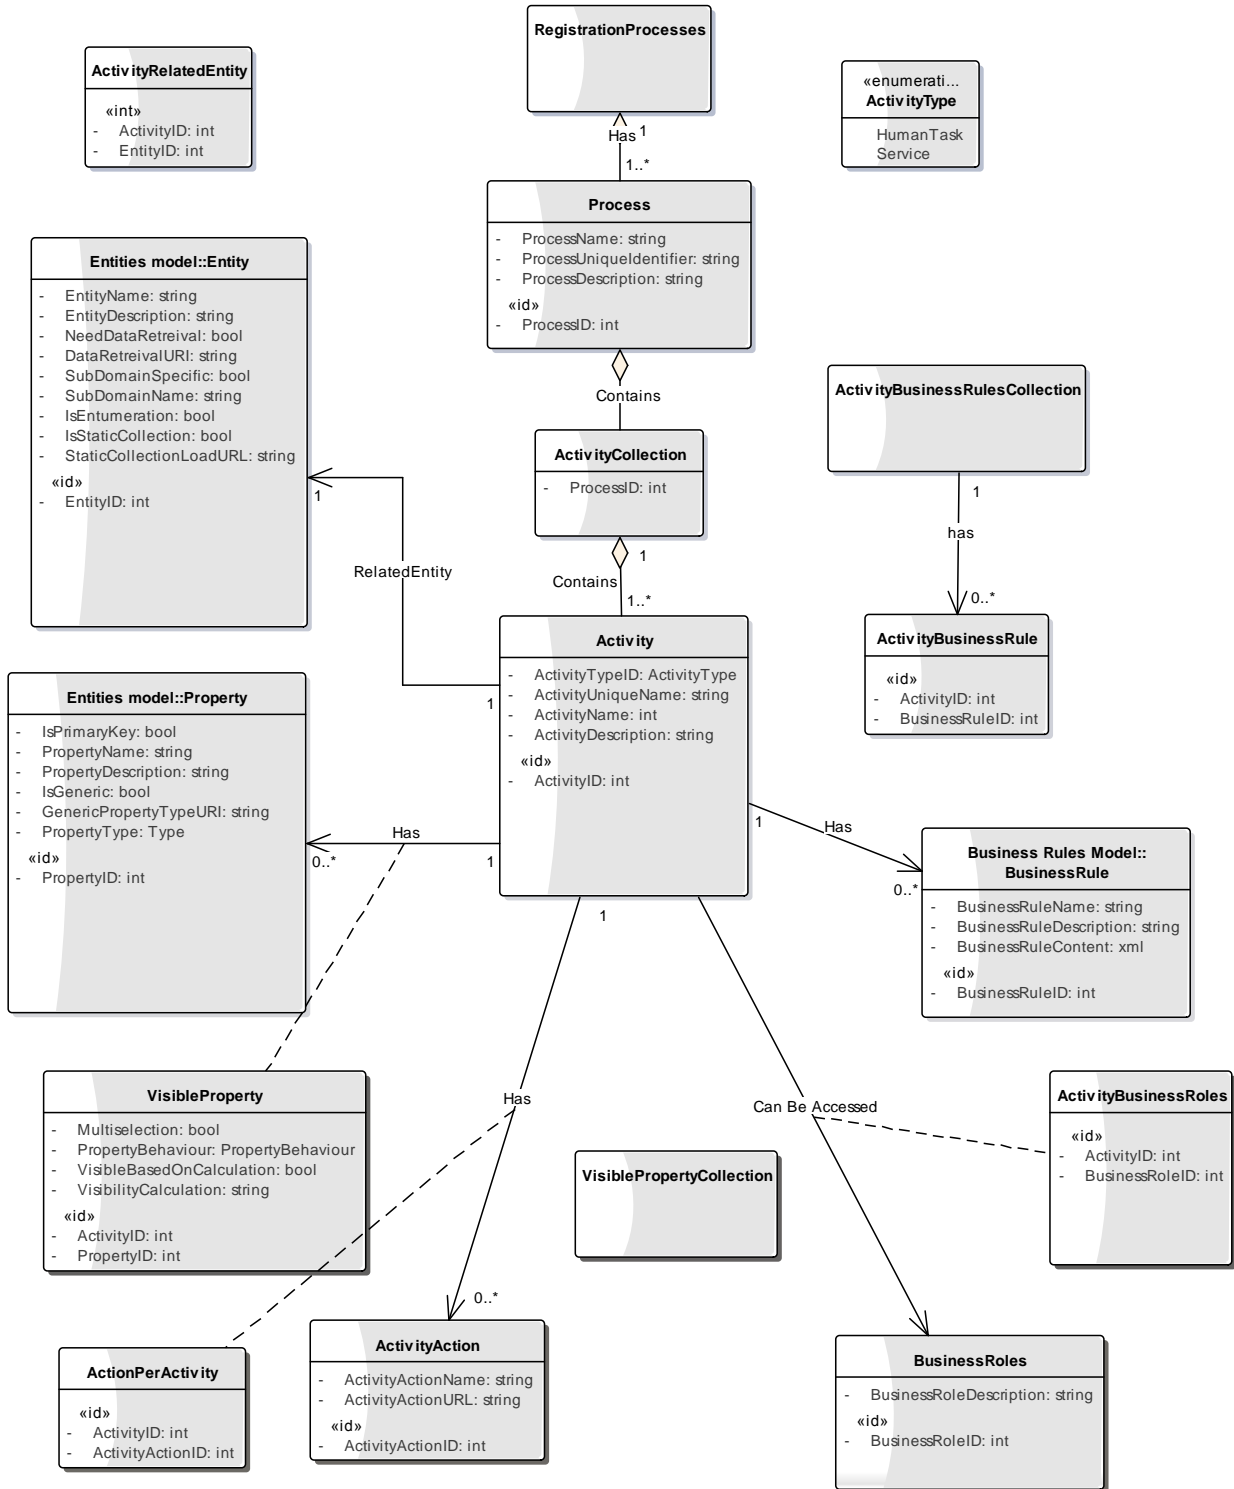 RegistrationProcesses
ActivityRelatedEntity
«int»
- ActivityID: int
- EntityID: int
«enumerati...
ActivityType
HumanTask
Service
Has 1
1..*
Process
- ProcessName: string
- ProcessUniqueIdentifier: string
- ProcessDescription: string
«id»
- ProcessID: int
Entities model::Entity
- EntityName: string
- EntityDescription: string
- NeedDataRetreival: bool
- DataRetreivalURI: string
- SubDomainSpecific: bool
- SubDomainName: string
- IsEntumeration: bool
- IsStaticCollection: bool
- StaticCollectionLoadURL: string
«id»
- EntityID: int
Contains
ActivityBusinessRulesCollection
ActivityCollection
- ProcessID: int
1
1
has
0..*
1
Contains
1..*
RelatedEntity
1
ActivityBusinessRule
«id»
- ActivityID: int
- BusinessRuleID: int
Activity
- ActivityTypeID: ActivityType
- ActivityUniqueName: string
- ActivityName: int
- ActivityDescription: string
«id»
- ActivityID: int
Entities model::Property
- IsPrimaryKey: bool
- PropertyName: string
- PropertyDescription: string
- IsGeneric: bool
- GenericPropertyTypeURI: string
- PropertyType: Type
«id»
- PropertyID: int
Has
0..*
1
1
Has
0..*
Business Rules Model::
BusinessRule
- BusinessRuleName: string
- BusinessRuleDescription: string
- BusinessRuleContent: xml
«id»
- BusinessRuleID: int
1
VisibleProperty
- Multiselection: bool
- PropertyBehaviour: PropertyBehaviour
- VisibleBasedOnCalculation: bool
- VisibilityCalculation: string
«id»
- ActivityID: int
- PropertyID: int
Has
Can Be Accessed
ActivityBusinessRoles
«id»
- ActivityID: int
- BusinessRoleID: int
VisiblePropertyCollection
0..*
ActionPerActivity
«id»
- ActivityID: int
- ActivityActionID: int
ActivityAction
- ActivityActionName: string
- ActivityActionURL: string
«id»
- ActivityActionID: int
BusinessRoles
- BusinessRoleDescription: string
«id»
- BusinessRoleID: int